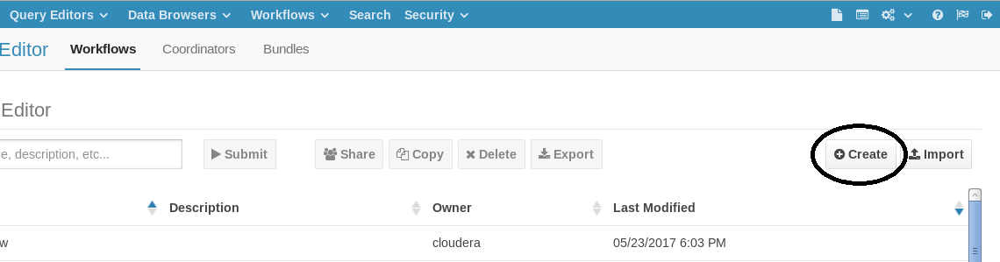 Query Editors Data Browsers Workflows Search Security
Editor Workflows Coordinators Bundles
Editor
e, description, etc... Submit Share Copy Delete Export Create Import
Description Owner Last Modified
w cloudera 05/23/2017 6:03 PM